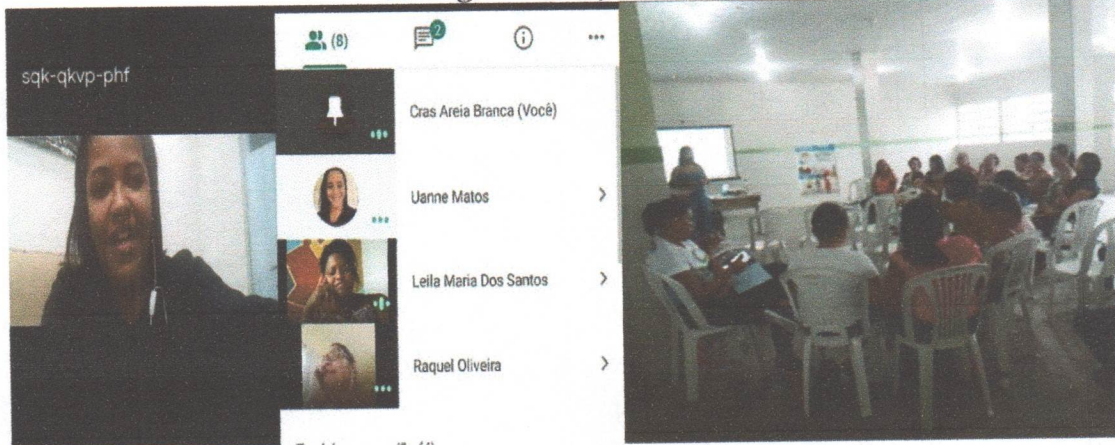 sqk-qkvp-phf
(8)
2
Cras Areia Branca (Você)
Uanne Matos
Leila Maria Dos Santos
Raquel Oliveira